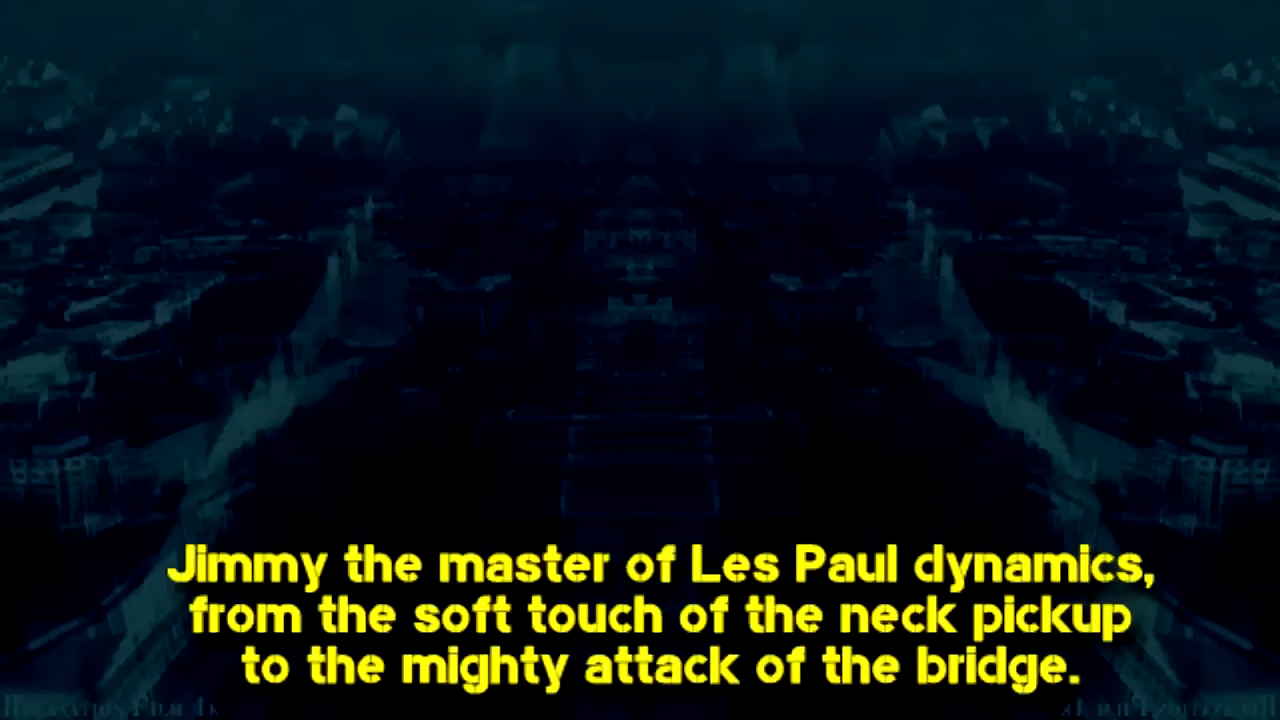 Jimmy the master of Les Paul dynamics,
from the soft touch of the neck pickup
to the mighty attack of the bridge.